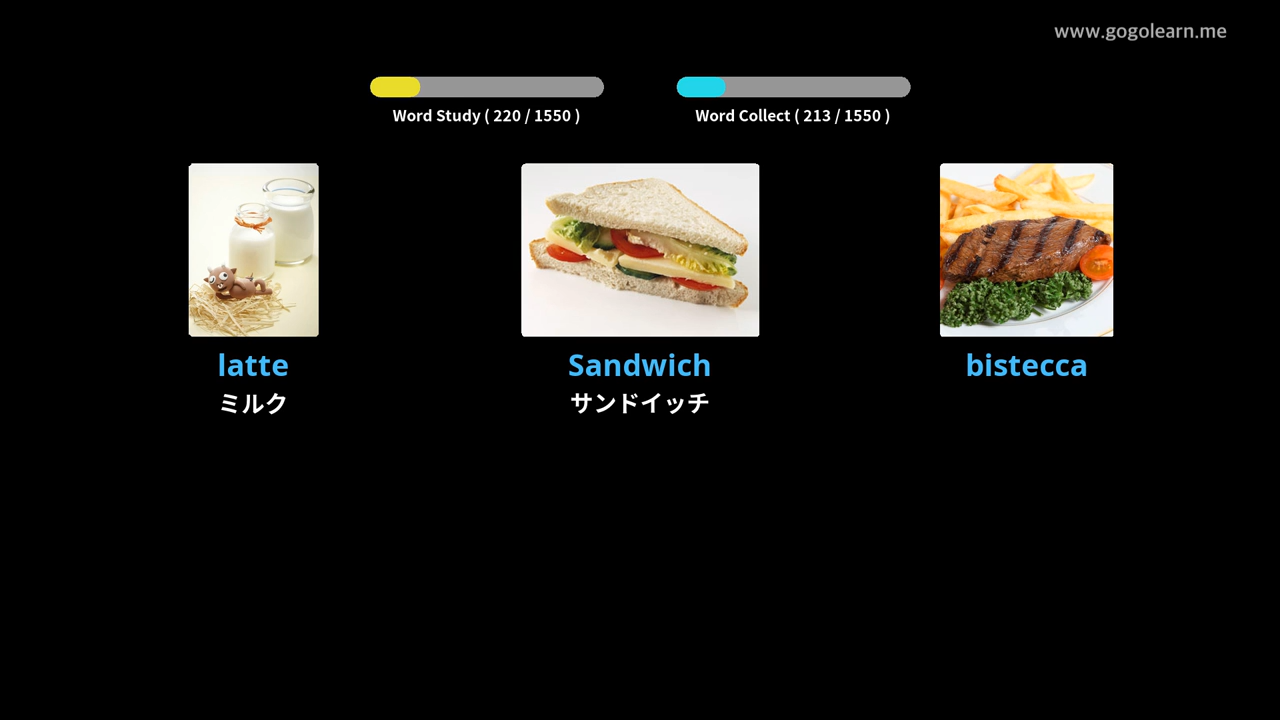 www.gogolearn.me
Word Study ( 220 / 1550 )
Word Collect ( 213 / 1550 )
latte
ミルク
Sandwich
サンドイッチ
bistecca